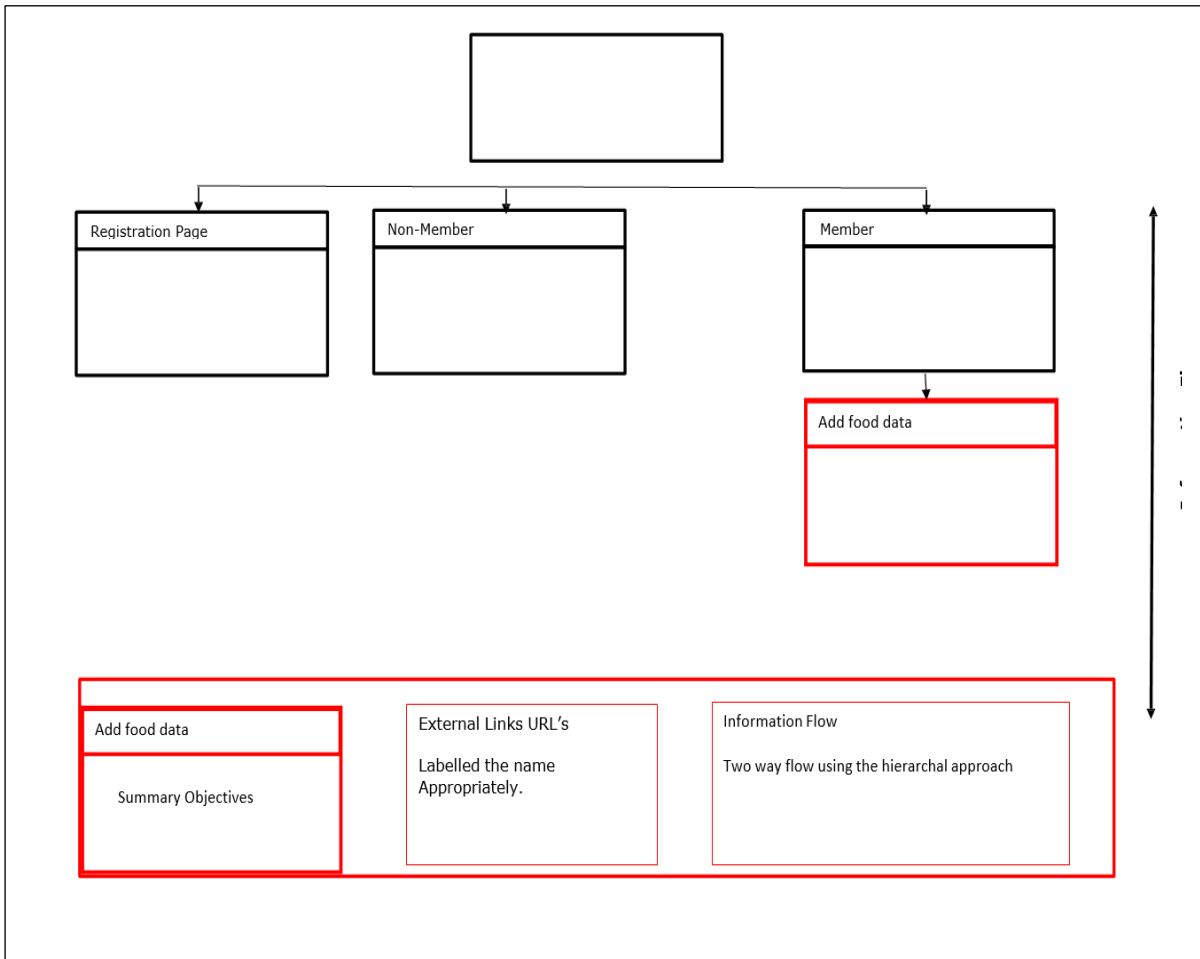 Registration Page
Non-Member
Member
Add food data
Add food data
Summary Objectives
External Links URL's
Labelled the name
Appropriately.
Information Flow
Two way flow using the hierarchal approach